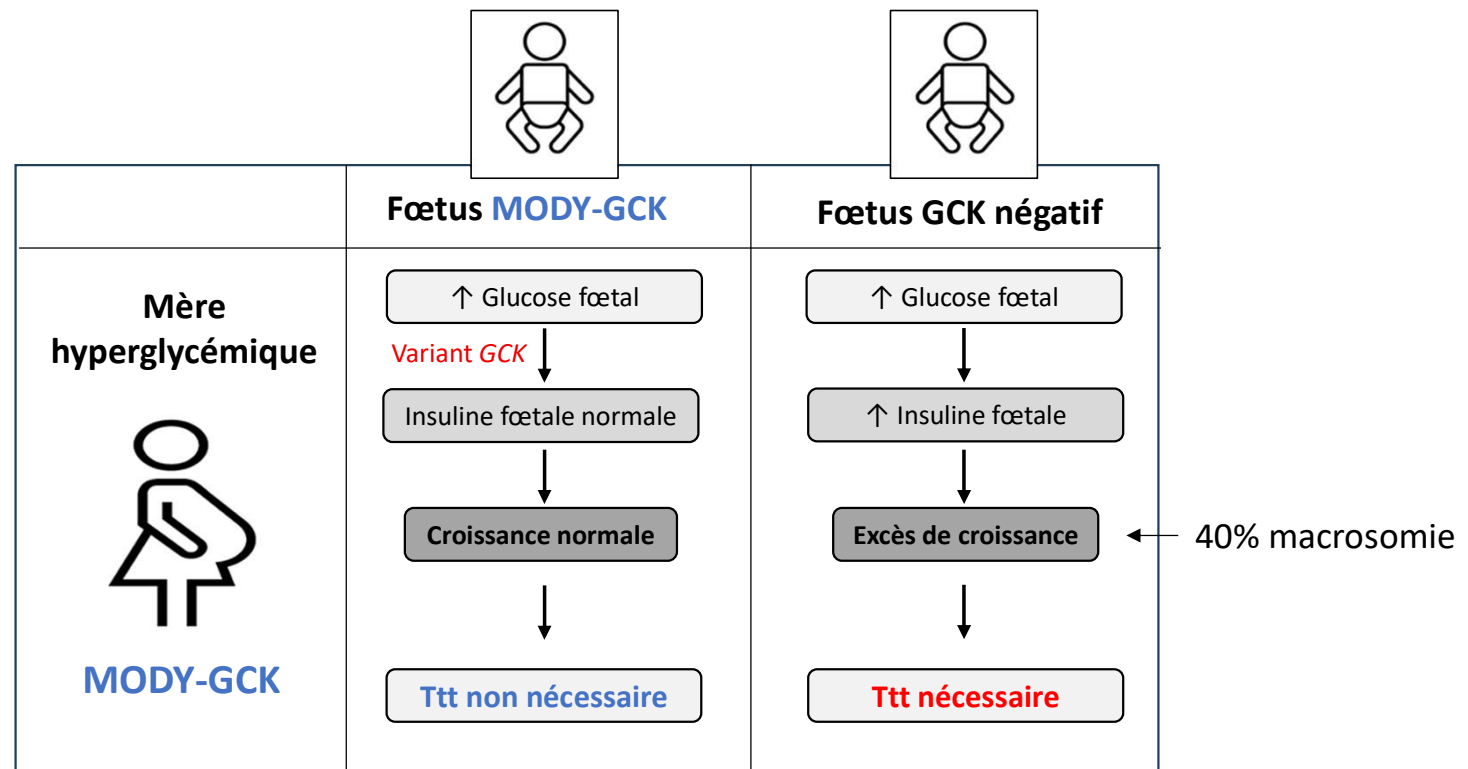 Fœtus MODY-GCK
Fœtus GCK négatif
Mère
hyperglycémique
MODY-GCK
↑ Glucose fœtal
Variant GCK
Insuline fœtale normale
Croissance normale
Ttt non nécessaire
↑ Glucose fœtal
↑ Insuline fœtale
Excès de croissance
40% macrosomie
Ttt nécessaire